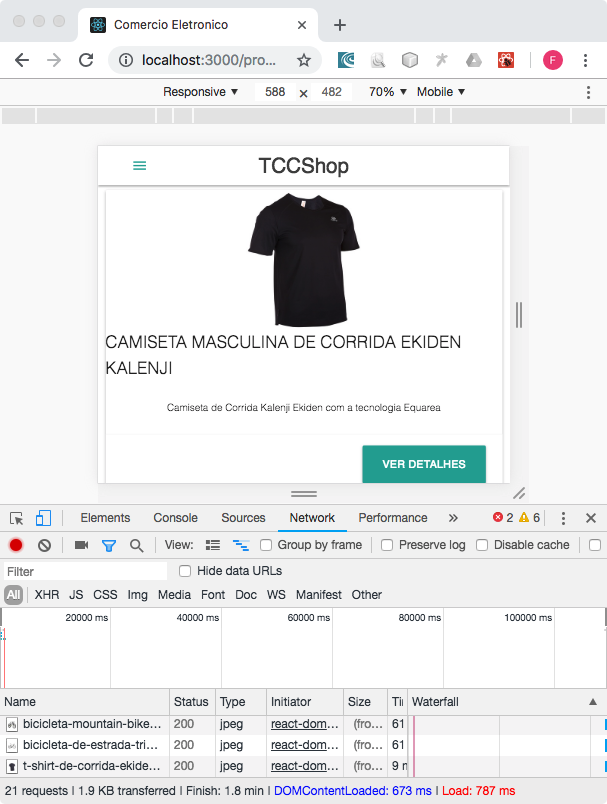 Comercio Eletronico
localhost:3000/pro...
F
Responsive 588 × 482 70% Mobile
TCCShop
CAMISETA MASCULINA DE CORRIDA EKIDEN
KALENJI
Camiseta de Corrida Kalenji Ekiden com a tecnologia Equarea
VER DETALHES
Elements Console Sources Network Performance » 2 6
View: Group by frame Preserve log Disable cache
Filter Hide data URLs
All XHR JS CSS Img Media Font Doc WS Manifest Other
20000 ms 40000 ms 60000 ms 80000 ms 100000 ms
Name Status Type Initiator Size Waterfall
bicicleta-mountain-bike... 200 jpeg react-dom... (fro... 61
bicicleta-de-estrada-tri... 200 jpeg react-dom... (fro... 61
t-shirt-de-corrida-ekide... 200 jpeg react-dom... (fro... 9
21 requests | 1.9 KB transferred | Finish: 1.8 min | DOMContentLoaded: 673 ms | Load: 787 ms